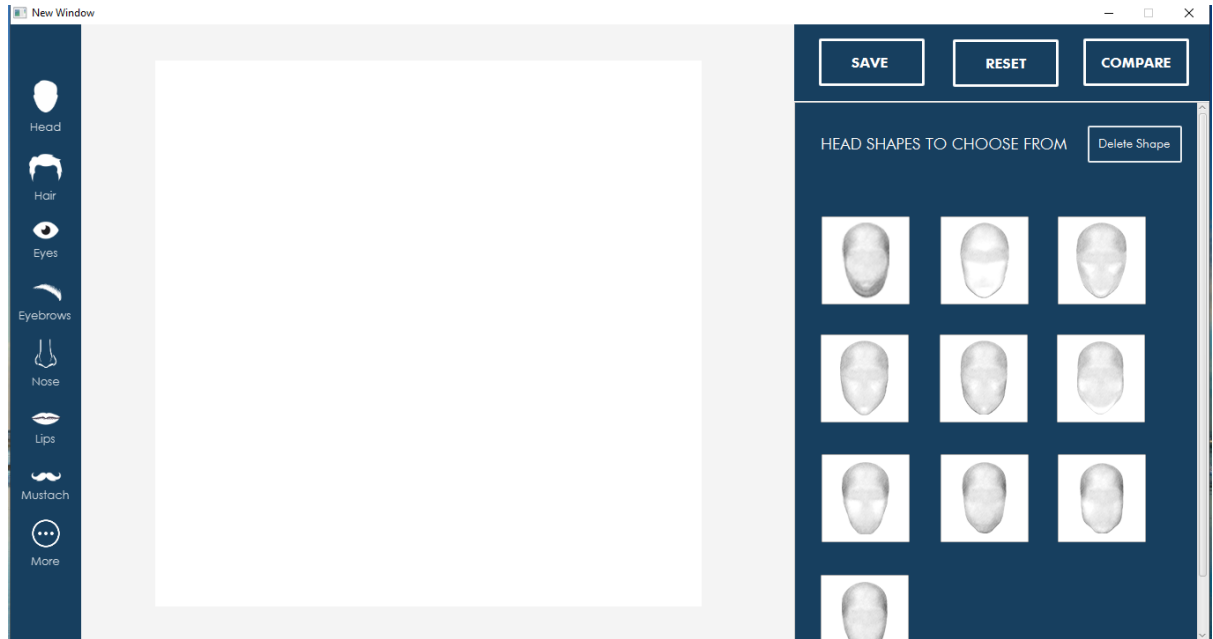 New Window
Head
Hair
Eyes
Eyebrows
Nose
Lips
Mustach
More
SAVE
RESET
COMPARE
HEAD SHAPES TO CHOOSE FROM
Delete Shape